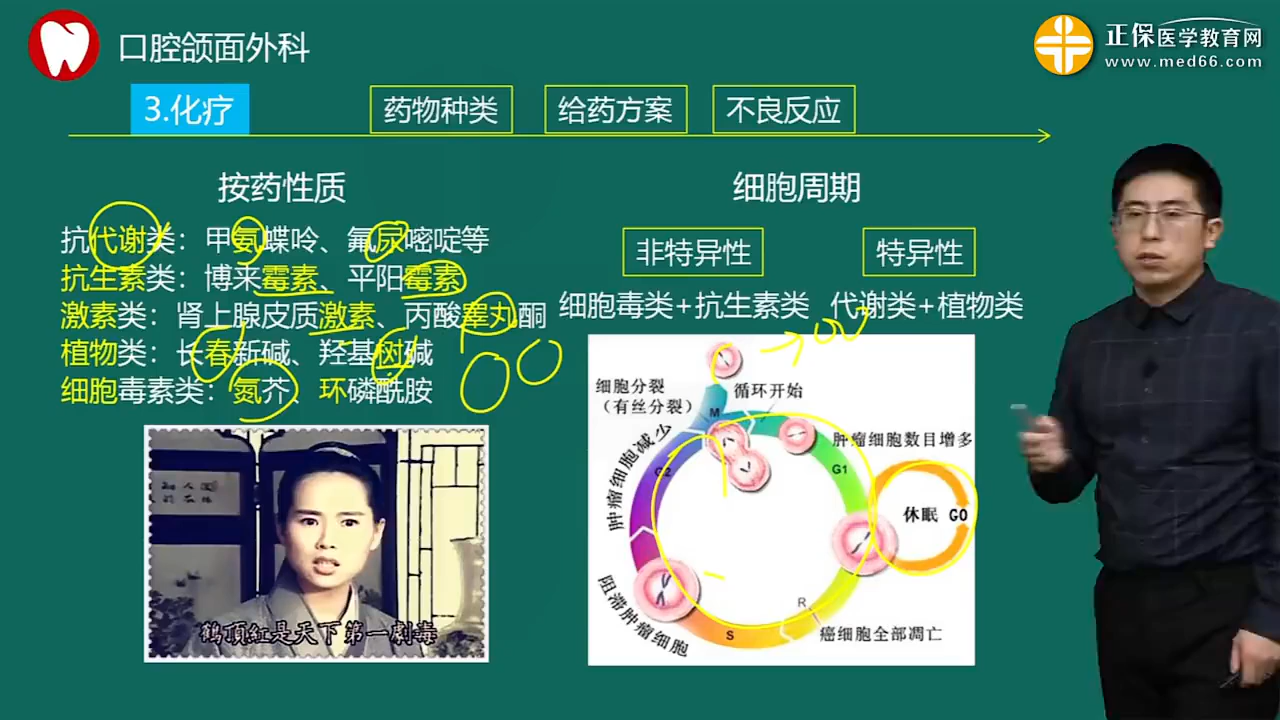 口腔颌面外科
正保医学教育网
www.med66.com
3.化疗
药物种类
给药方案
不良反应
按药性质
细胞周期
抗代谢类：甲氨蝶呤、氟尿嘧啶等
抗生素类：博来霉素、平阳霉素
激素类：肾上腺皮质激素、丙酸睾丸酮
植物类：长春新碱、羟基树碱
细胞毒素类：氮芥、环磷酰胺
非特异性
特异性
细胞毒类+抗生素类
代谢类+植物类
细胞分裂
（有丝分裂）
循环开始
M
肿瘤细胞减少
G2
肿瘤细胞数目增多
G1
休眠 G0
R
S
阻滞肿瘤细胞
癌细胞全部凋亡
鹤頂紅是天下第一劇毒